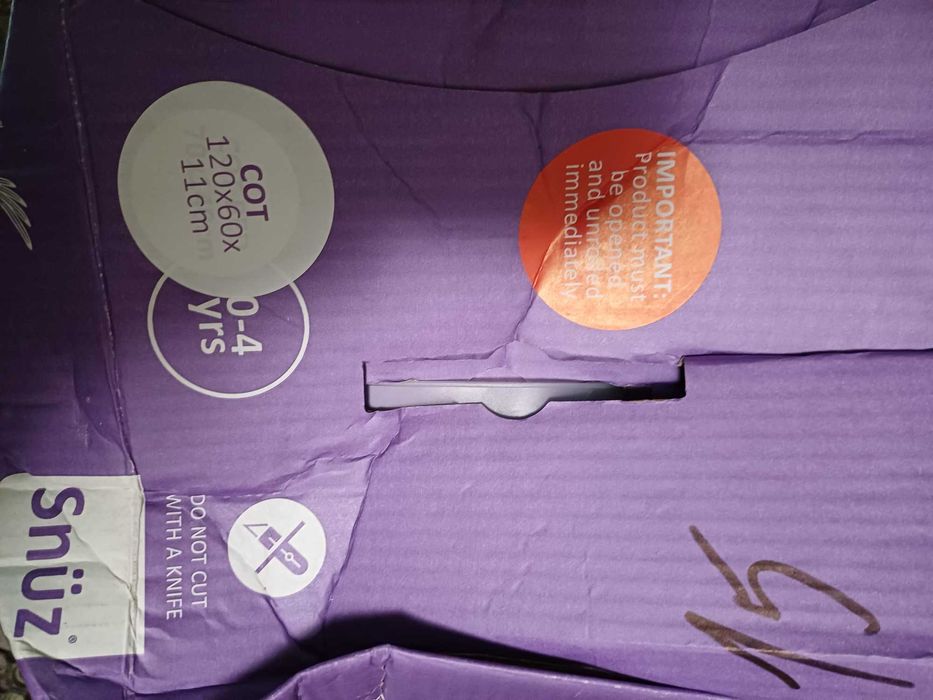 COT
120x60x
11cm
0-4
yrs
IMPORTANT:
Product must
be opened
and unrolled
immediately
DO NOT CUT
WITH A KNIFE
snüz®